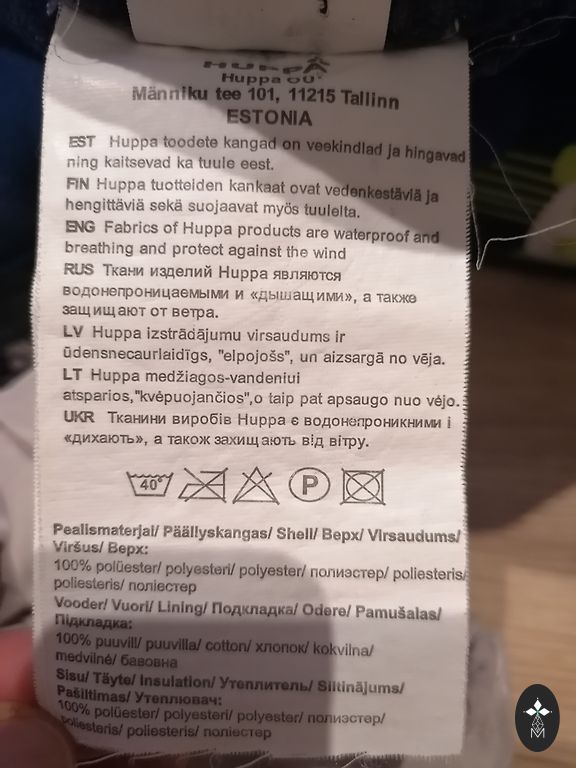 HUPPA
Huppa OÜ
Männiku tee 101, 11215 Tallinn
ESTONIA
EST Huppa toodete kangad on veekindlad ja hingavad
ning kaitsevad ka tuule eest.
FIN Huppa tuotteiden kankaat ovat vedenkestäviä ja
hengittäviä sekä suojaavat myös tuulelta.
ENG Fabrics of Huppa products are waterproof and
breathing and protect against the wind
RUS Ткани изделий Huppa являются
водонепроницаемыми и «дышащими», а также
защищают от ветра.
LV Huppa izstrādājumu virsaudums ir
ūdensnecaurlaidīgs, "elpojošs", un aizsargā no vēja.
LT Huppa medžiagos-vandeniui
atsparios,"kvėpuojančios",o taip pat apsaugo nuo vėjo.
UKR Тканини виробів Huppa є водонепроникними і
«дихають», а також захищають від вітру.
40° P
Pealismaterjal/ Päällyskangas/ Shell/ Верх/ Virsaudums/
Viršus/ Верх:
100% polüester/ polyesteri/ polyester/ полиэстер/ poliesteris/
poliesteris/ поліестер
Vooder/ Vuori/ Lining/ Подкладка/ Odere/ Pamušalas/
Підкладка:
100% puuvill/ puuvilla/ cotton/ хлопок/ kokvilna/
medvilnė/ бавовна
Sisu/ Täyte/ Insulation/ Утеплитель/ Siltinājums/
Pašiltimas/ Утеплювач:
100% polüester/ polyesteri/ polyester/ полиэстер/
poliesteris/ poliesteris/ поліестер
M